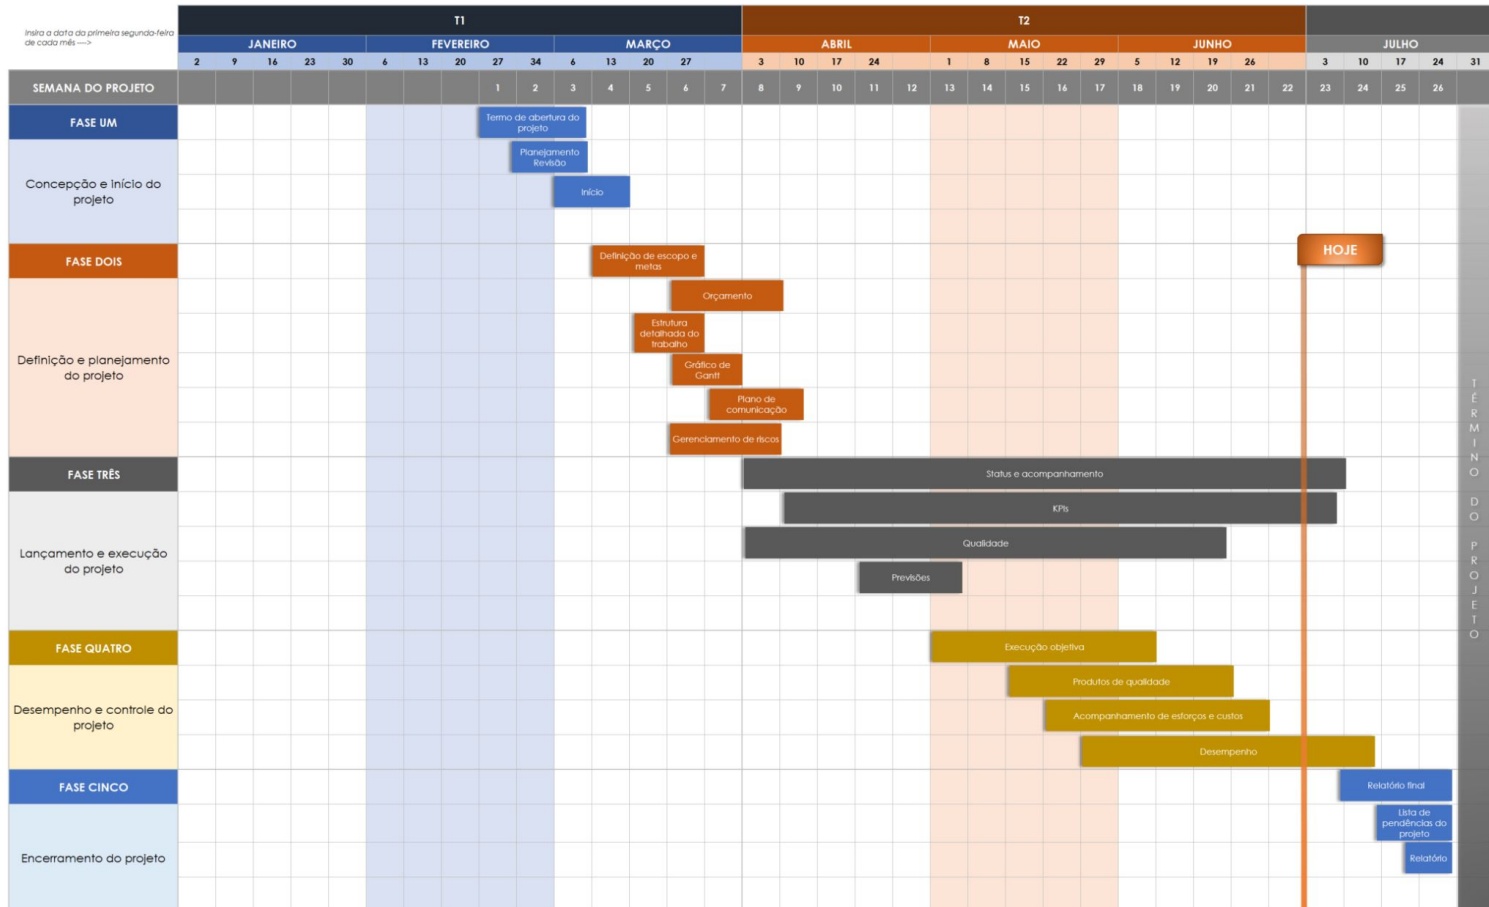 T1
T2
Insira a data da primeira segunda-feira
de cada mês ---->
JANEIRO
FEVEREIRO
MARÇO
ABRIL
MAIO
JUNHO
JULHO
2 9 16 23 30 6 13 20 27 34 6 13 20 27 3 10 17 24 1 8 15 22 29 5 12 19 26 3 10 17 24 31
SEMANA DO PROJETO 1 2 3 4 5 6 7 8 9 10 11 12 13 14 15 16 17 18 19 20 21 22 23 24 25 26
FASE UM
Termo de abertura do
projeto
Planejamento
Revisão
Concepção e início do
projeto
Início
HOJE
FASE DOIS
Definição de escopo e
metas
Orçamento
Estrutura
detalhada do
trabalho
Definição e planejamento
do projeto
Gráfico de
Gantt
Plano de
comunicação
Gerenciamento de riscos
FASE TRÊS
Status e acompanhamento
KPIs
Lançamento e execução
do projeto
Qualidade
Previsões
TÉRMINO DO PROJETO
FASE QUATRO
Execução objetiva
Produtos de qualidade
Desempenho e controle do
projeto
Acompanhamento de esforços e custos
Desempenho
FASE CINCO
Relatório final
Lista de
pendências do
projeto
Encerramento do projeto
Relatório